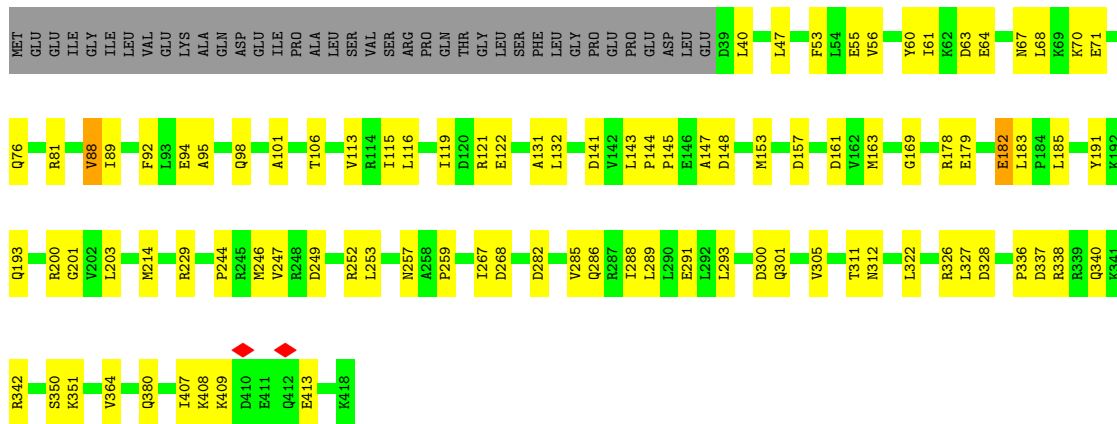 MET GLU GLU ILE GLY ILE LEU VAL GLU LYS ALA GLN ASP GLU ILE PRO ALA LEU SER VAL SER ARG PRO GLN THR GLY LEU SER PHE LEU GLY PRO GLU PRO GLU ASP LEU GLU D39 L40 L47 F53 L54 E55 V56 Y60 I61 K62 D63 E64 N67 L68 K69 K70 E71
Q76 R81 V88 I89 F92 L93 E94 A95 Q98 A101 T106 V113 R114 I115 L116 I119 D120 R121 E122 A131 L132 D141 V142 L143 P144 P145 E146 A147 D148 M153 D157 D161 V162 M163 G169 R178 E179 E182 L183 P184 L185 Y191 K192
Q193 R200 G201 V202 L203 M214 R229 P244 R245 M246 V247 R248 D249 R252 L253 N257 A258 P259 I267 D268 D282 V285 Q286 R287 I288 L289 L290 E291 L292 L293 D300 Q301 V305 T311 N312 L322 R326 L327 D328 P336 D337 R338 R339 Q340 K341
R342 S350 K351 V364 Q380 I407 K408 K409 D410 E411 Q412 E413 K418